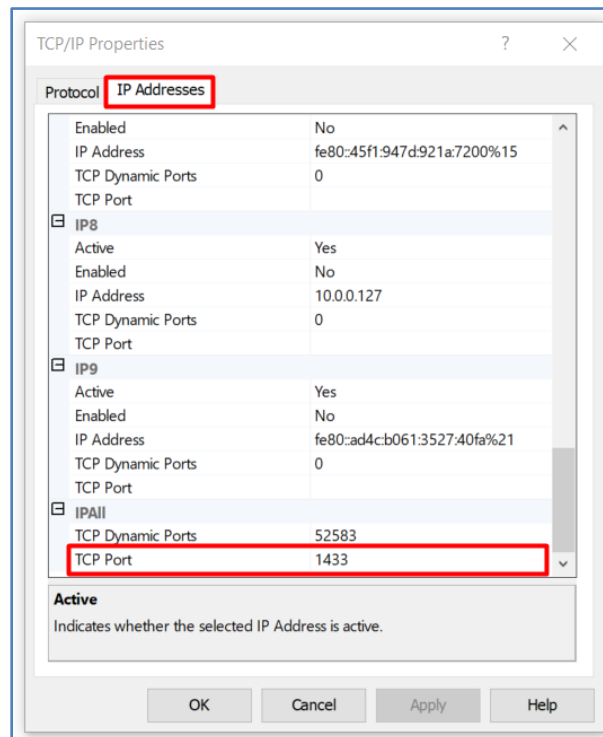 TCP/IP Properties ? ×
Protocol IP Addresses
Enabled No
IP Address fe80::45f1:947d:921a:7200%15
TCP Dynamic Ports 0
TCP Port
IP8
Active Yes
Enabled No
IP Address 10.0.0.127
TCP Dynamic Ports 0
TCP Port
IP9
Active Yes
Enabled No
IP Address fe80::ad4c:b061:3527:40fa%21
TCP Dynamic Ports 0
TCP Port
IPAll
TCP Dynamic Ports 52583
TCP Port 1433
Active
Indicates whether the selected IP Address is active.
OK Cancel Apply Help